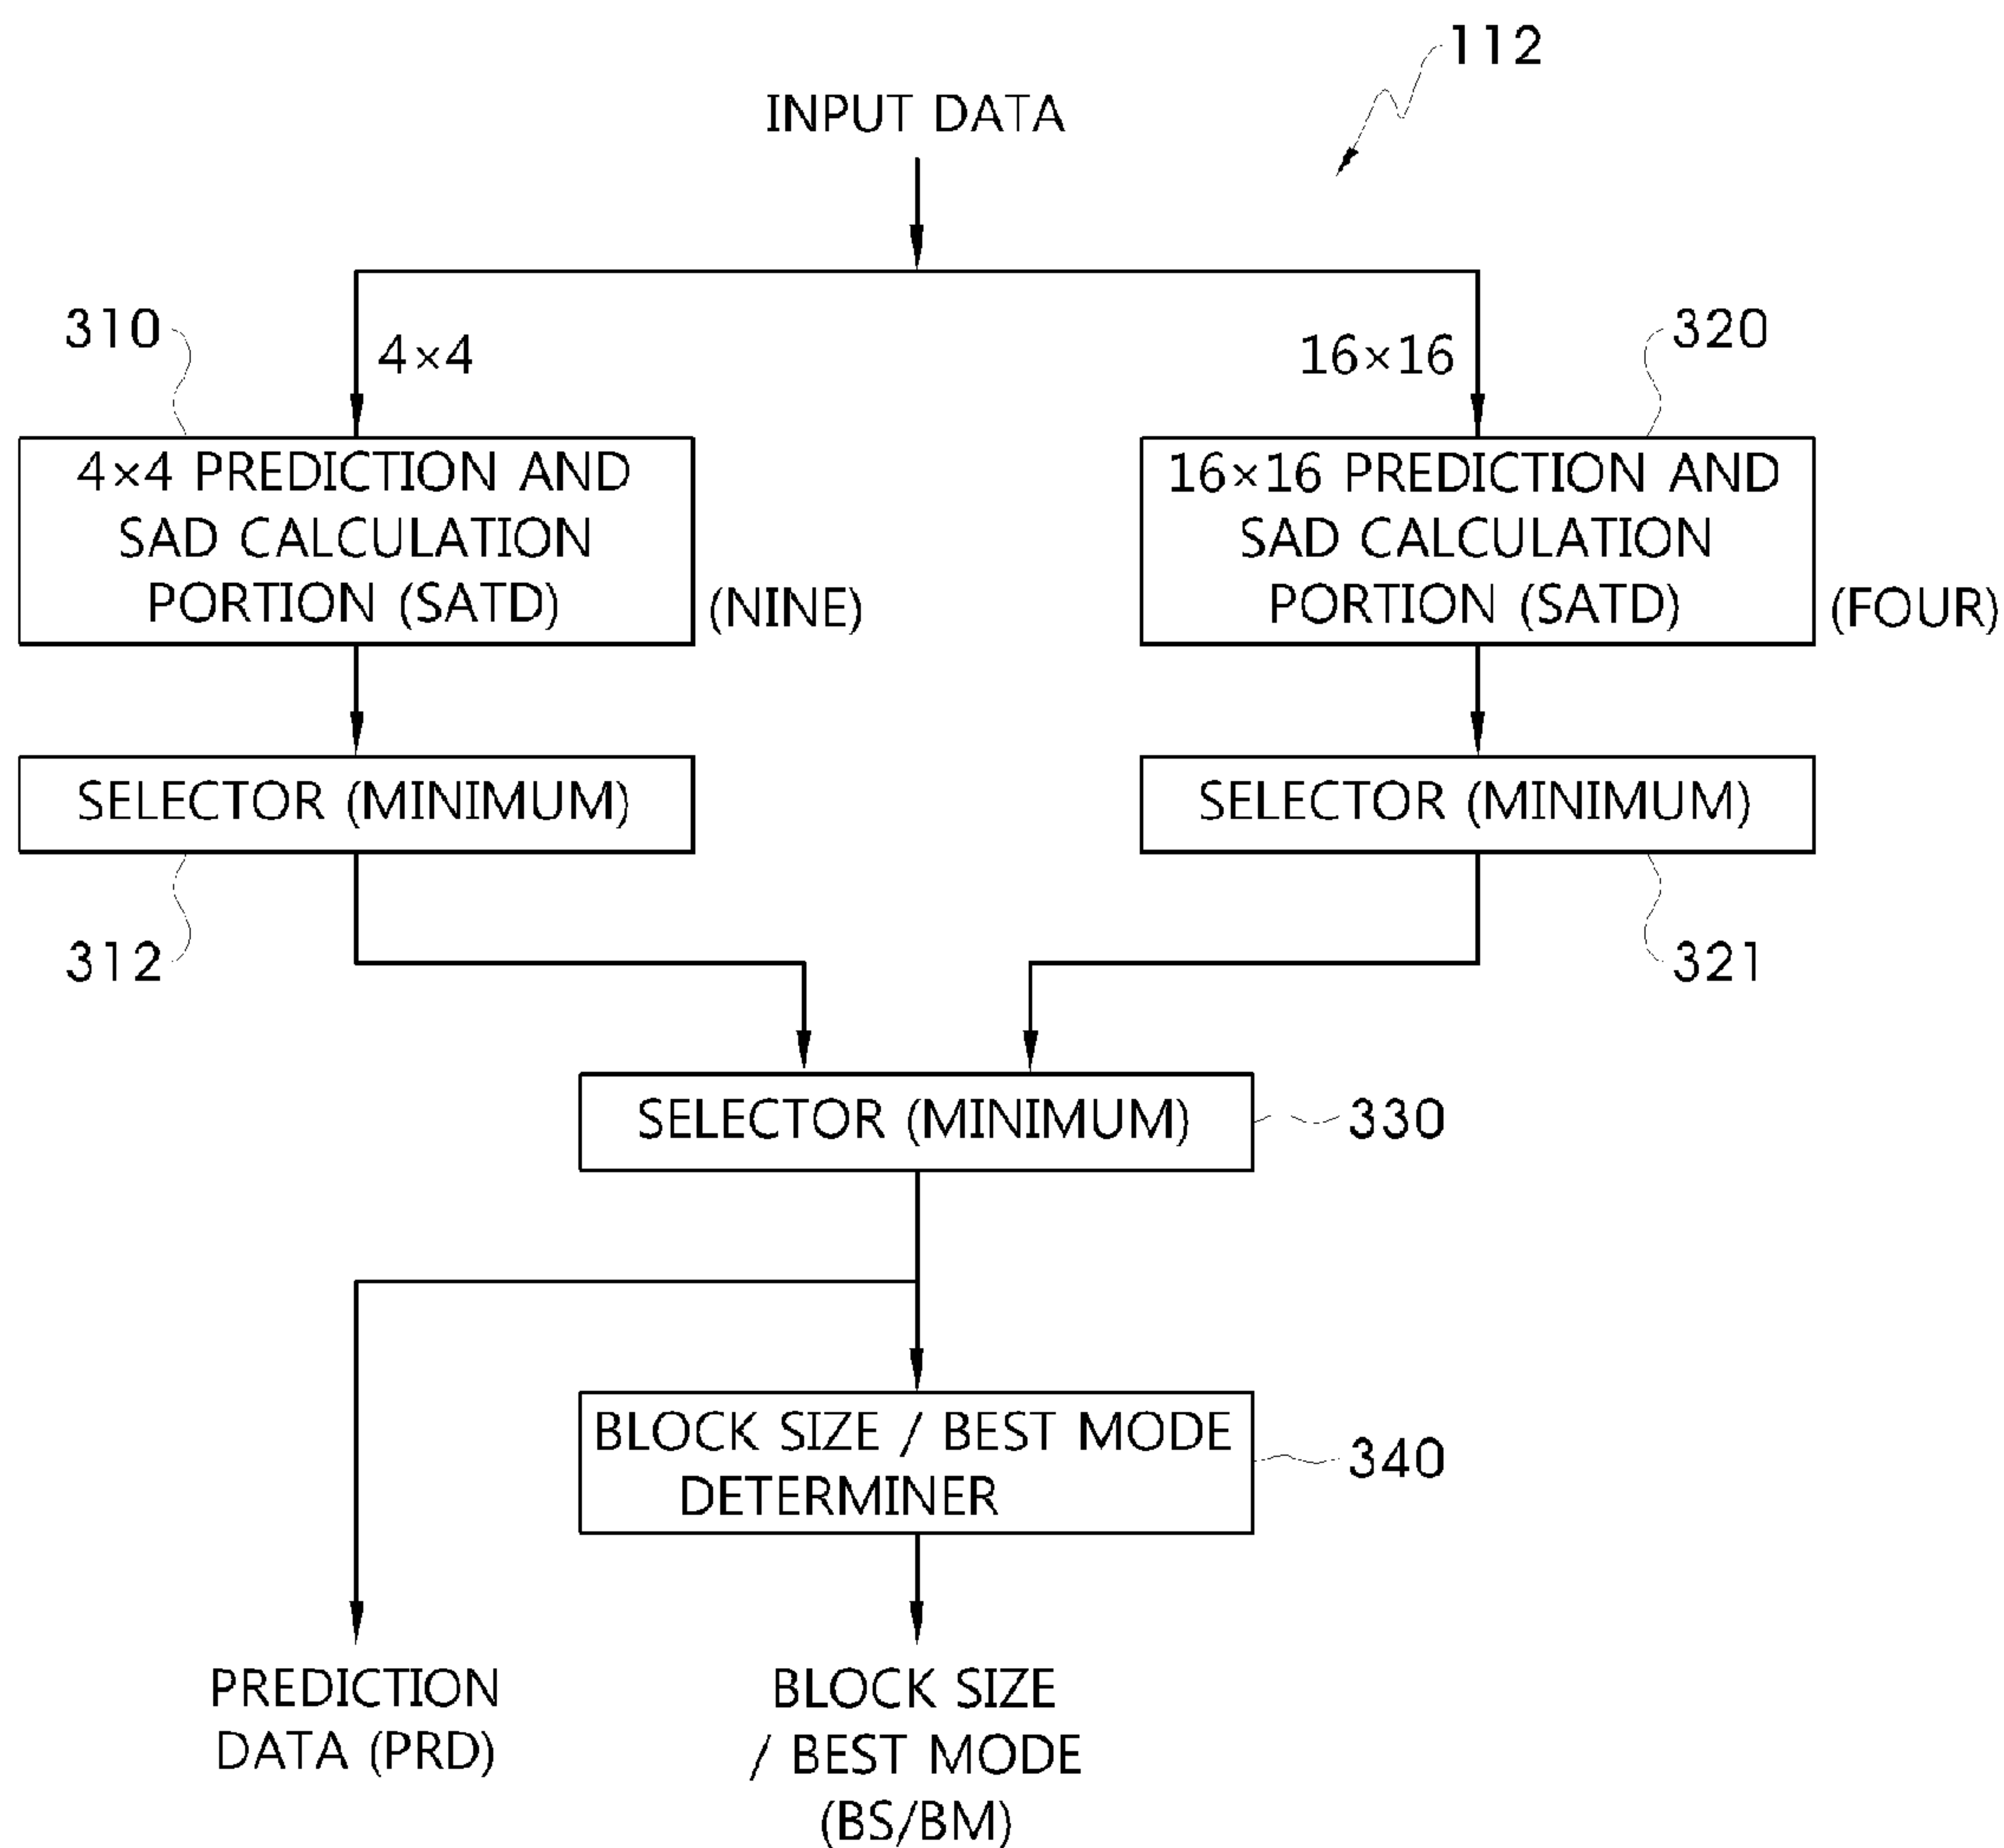 112
INPUT DATA
310
4×4
16×16
320
4×4 PREDICTION AND
SAD CALCULATION
PORTION (SATD)
(NINE)
16×16 PREDICTION AND
SAD CALCULATION
PORTION (SATD)
(FOUR)
SELECTOR (MINIMUM)
SELECTOR (MINIMUM)
312
321
SELECTOR (MINIMUM)
330
BLOCK SIZE / BEST MODE
DETERMINER
340
PREDICTION
DATA (PRD)
BLOCK SIZE
/ BEST MODE
(BS/BM)